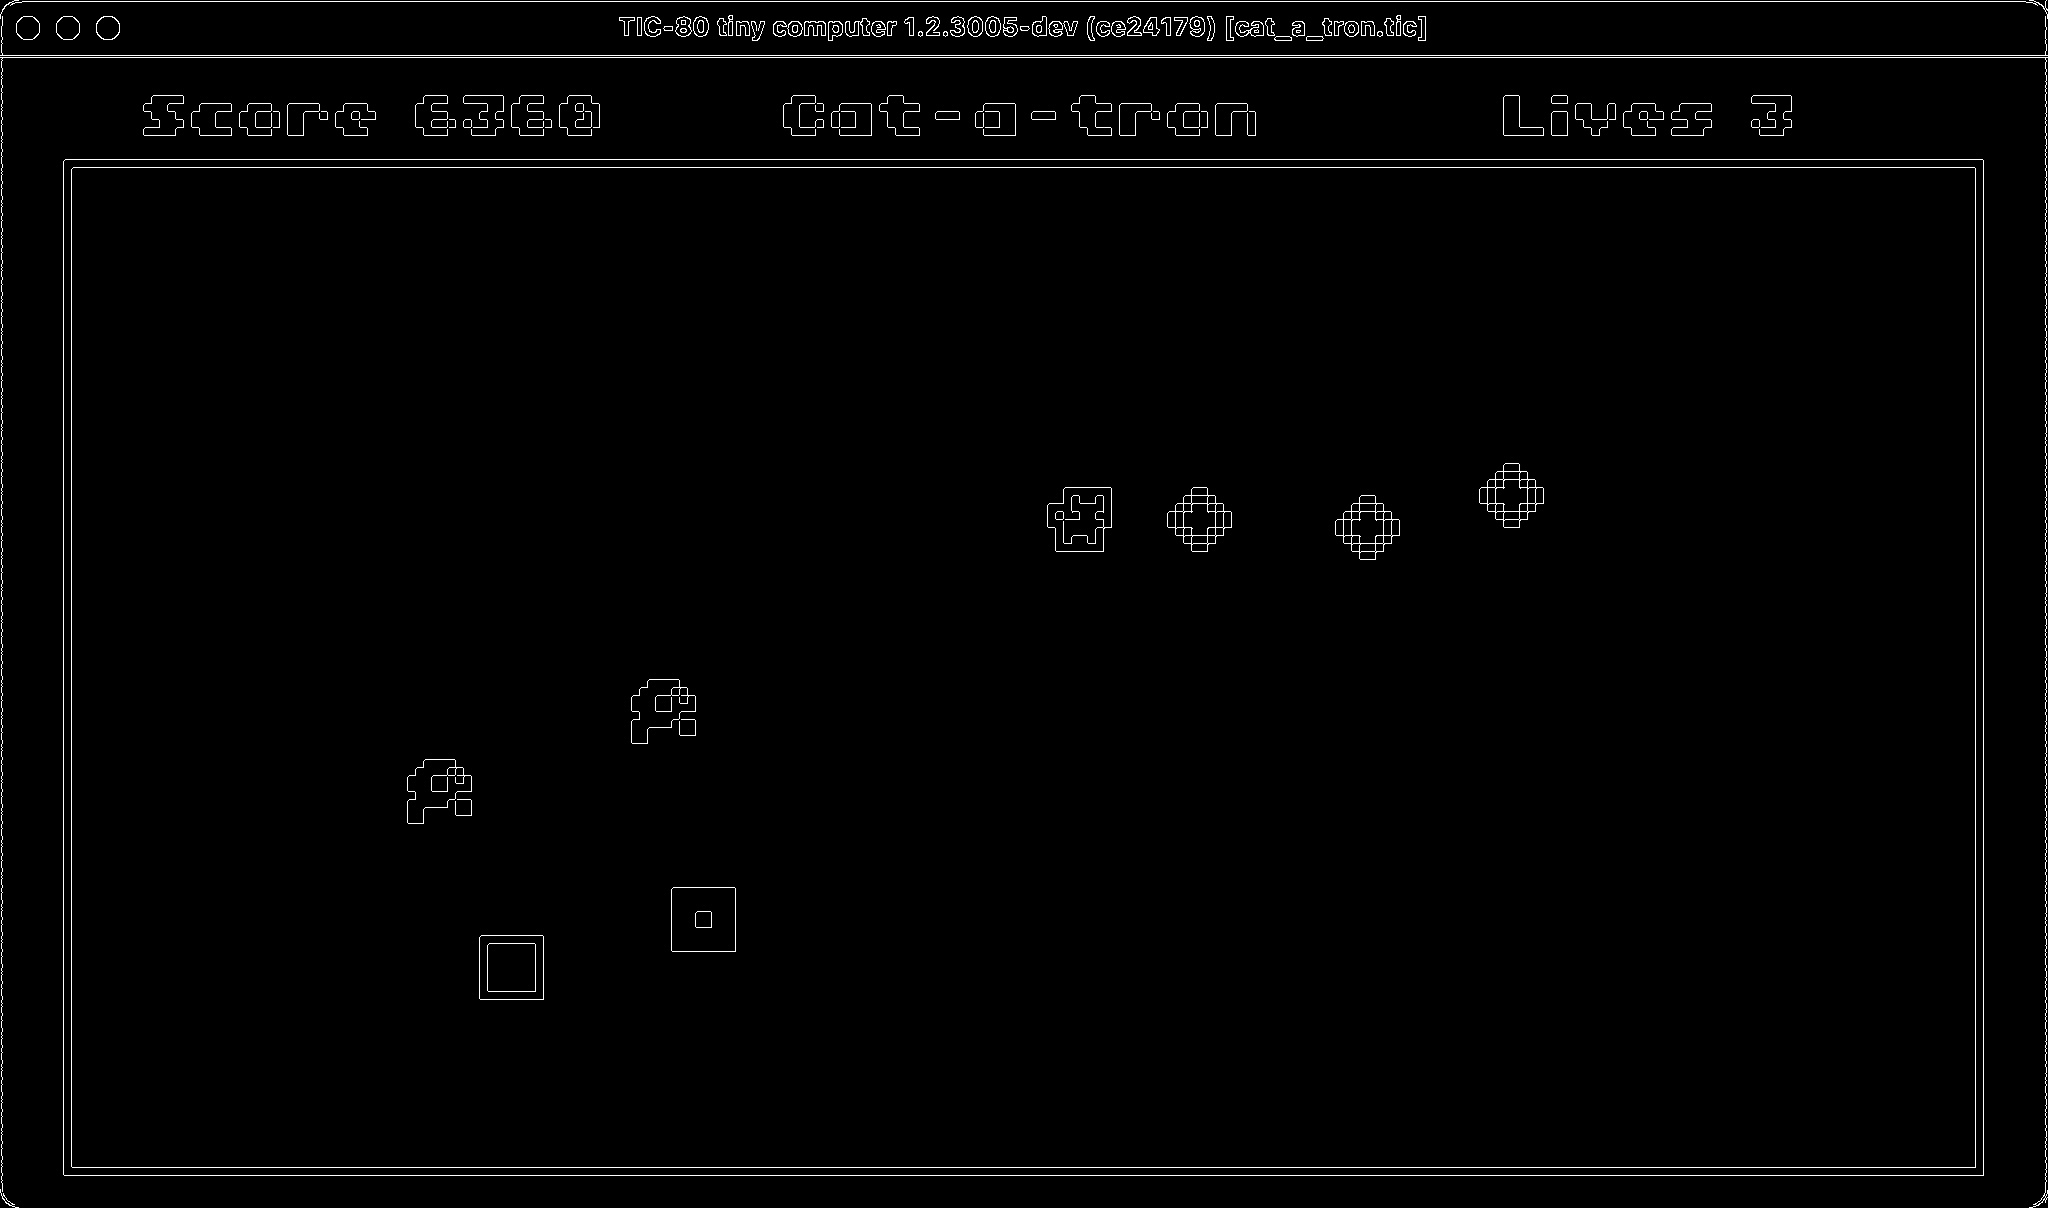 TIC-80 tiny computer 1.2.3005-dev (ce24179) [cat_a_tron.tic]
Score 6360 Cat-a-tron Lives 3